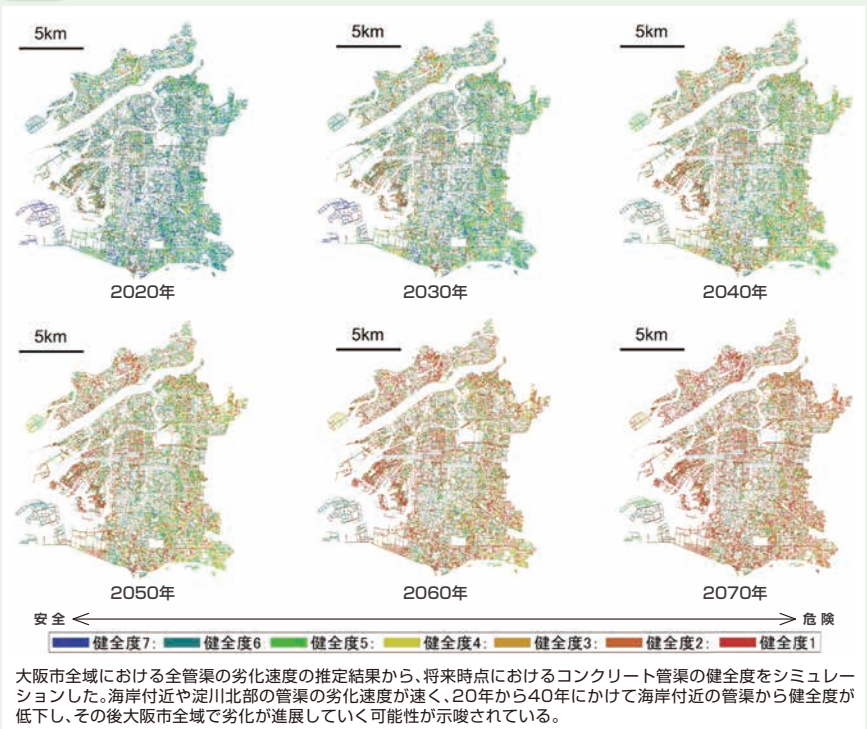 5km 5km 5km
2020年 2030年 2040年
5km 5km 5km
2050年 2060年 2070年
安全 危険
健全度7: 健全度6 健全度5: 健全度4: 健全度3: 健全度2: 健全度1
大阪市全域における全管渠の劣化速度の推定結果から、将来時点におけるコンクリート管渠の健全度をシミュレー
ションした。海岸付近や淀川北部の管渠の劣化速度が速く、20年から40年にかけて海岸付近の管渠から健全度が
低下し、その後大阪市全域で劣化が進展していく可能性が示唆されている。